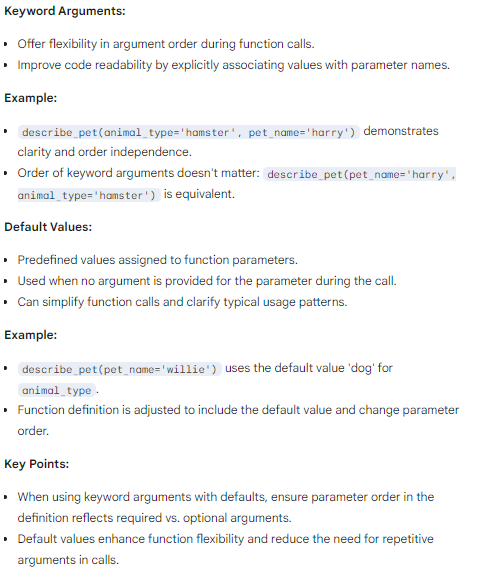 Keyword Arguments:
• Offer flexibility in argument order during function calls.
• Improve code readability by explicitly associating values with parameter names.
Example:
• describe_pet(animal_type='hamster', pet_name='harry') demonstrates
clarity and order independence.
• Order of keyword arguments doesn't matter: describe_pet(pet_name='harry',
animal_type='hamster') is equivalent.
Default Values:
• Predefined values assigned to function parameters.
• Used when no argument is provided for the parameter during the call.
• Can simplify function calls and clarify typical usage patterns.
Example:
• describe_pet(pet_name='willie') uses the default value 'dog' for
animal_type.
• Function definition is adjusted to include the default value and change parameter
order.
Key Points:
• When using keyword arguments with defaults, ensure parameter order in the
definition reflects required vs. optional arguments.
• Default values enhance function flexibility and reduce the need for repetitive
arguments in calls.